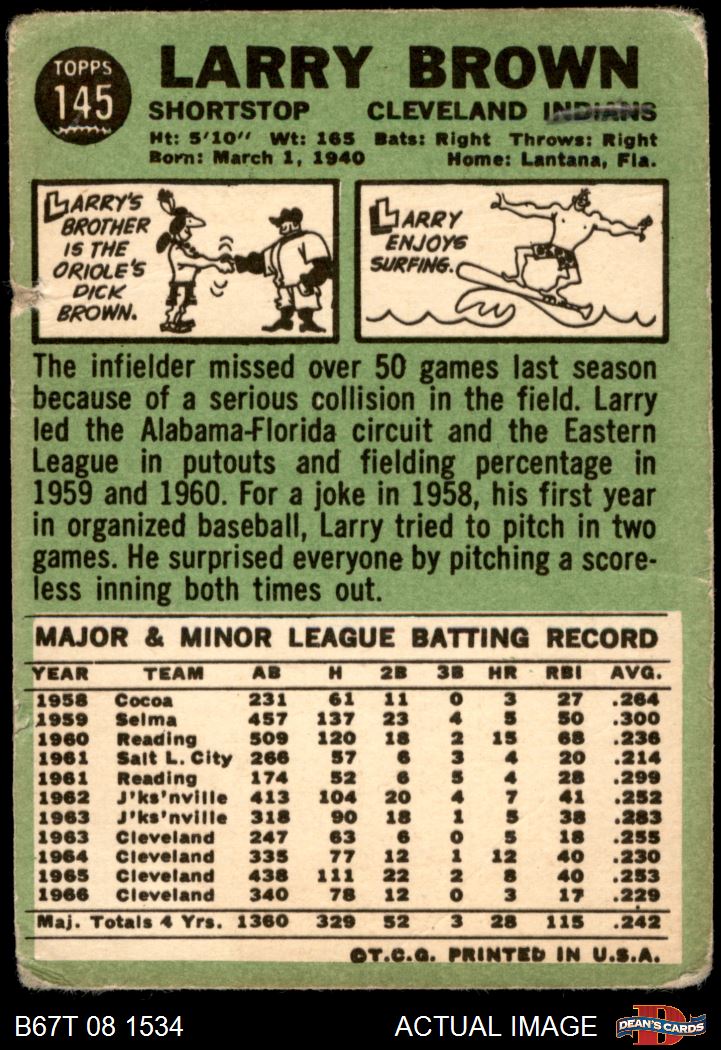 TOPPS
145
LARRY BROWN
SHORTSTOP CLEVELAND INDIANS
Ht: 5'10" Wt: 165 Bats: Right Throws: Right
Born: March 1, 1940 Home: Lantana, Fla.
LARRY'S
BROTHER
IS THE
ORIOLE'S
DICK
BROWN.
LARRY
ENJOYS
SURFING.
The infielder missed over 50 games last season
because of a serious collision in the field. Larry
led the Alabama-Florida circuit and the Eastern
League in putouts and fielding percentage in
1959 and 1960. For a joke in 1958, his first year
in organized baseball, Larry tried to pitch in two
games. He surprised everyone by pitching a score-
less inning both times out.
MAJOR & MINOR LEAGUE BATTING RECORD
YEAR TEAM AB H 2B 3B HR RBI AVG.
1958 Cocoa 231 61 11 0 3 27 .264
1959 Selma 457 137 23 4 5 50 .300
1960 Reading 509 120 18 2 15 68 .236
1961 Salt L. City 266 57 6 3 4 20 .214
1961 Reading 174 52 6 5 4 28 .299
1962 J'ks'nville 413 104 20 4 7 41 .252
1963 J'ks'nville 318 90 18 1 5 38 .283
1963 Cleveland 247 63 6 0 5 18 .255
1964 Cleveland 335 77 12 1 12 40 .230
1965 Cleveland 438 111 22 2 8 40 .253
1966 Cleveland 340 78 12 0 3 17 .229
Maj. Totals 4 Yrs. 1360 329 52 3 28 115 .242
©T.C.G. PRINTED IN U.S.A.
B67T 08 1534 ACTUAL IMAGE DEAN'S CARDS